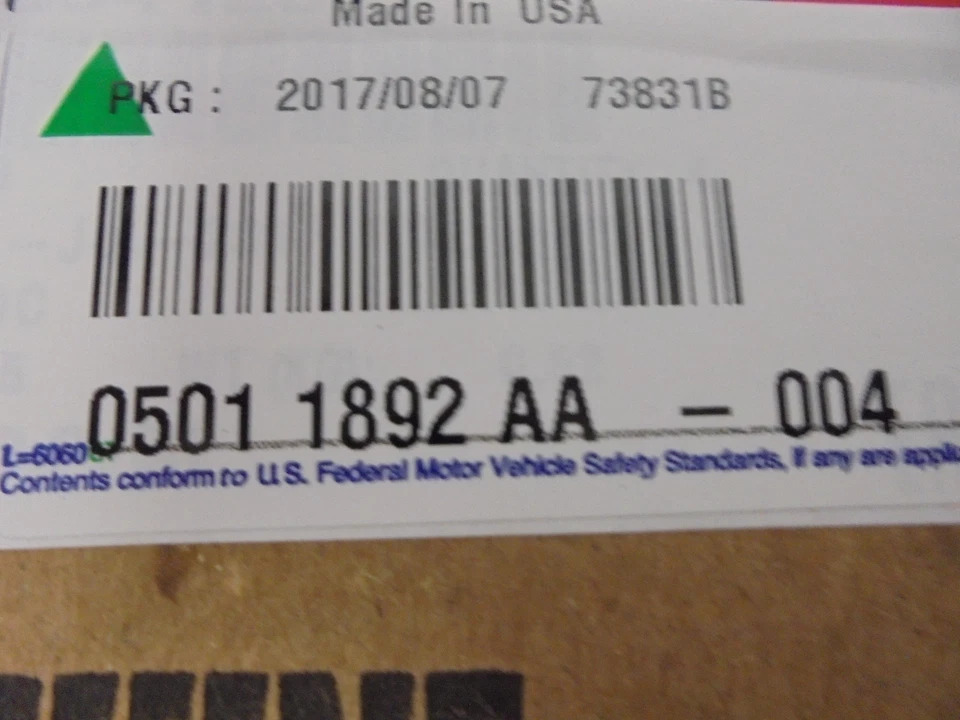 Made In USA
PKG : 2017/08/07 73831B
0501 1892 AA - 004
L=6060
Contents conform to U.S. Federal Motor Vehicle Safety Standards, If any are